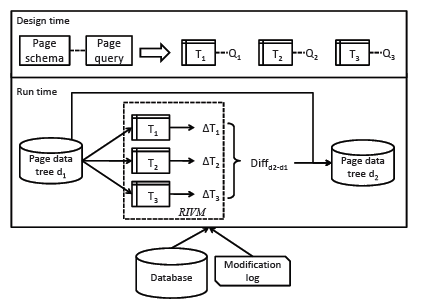 Design time
Page schema
Page query
T1
Q1
T2
Q2
T3
Q3
Run time
Page data tree d1
T1
ΔT1
T2
ΔT2
T3
ΔT3
RIVM
Diffd2-d1
Page data tree d2
Database
Modification log